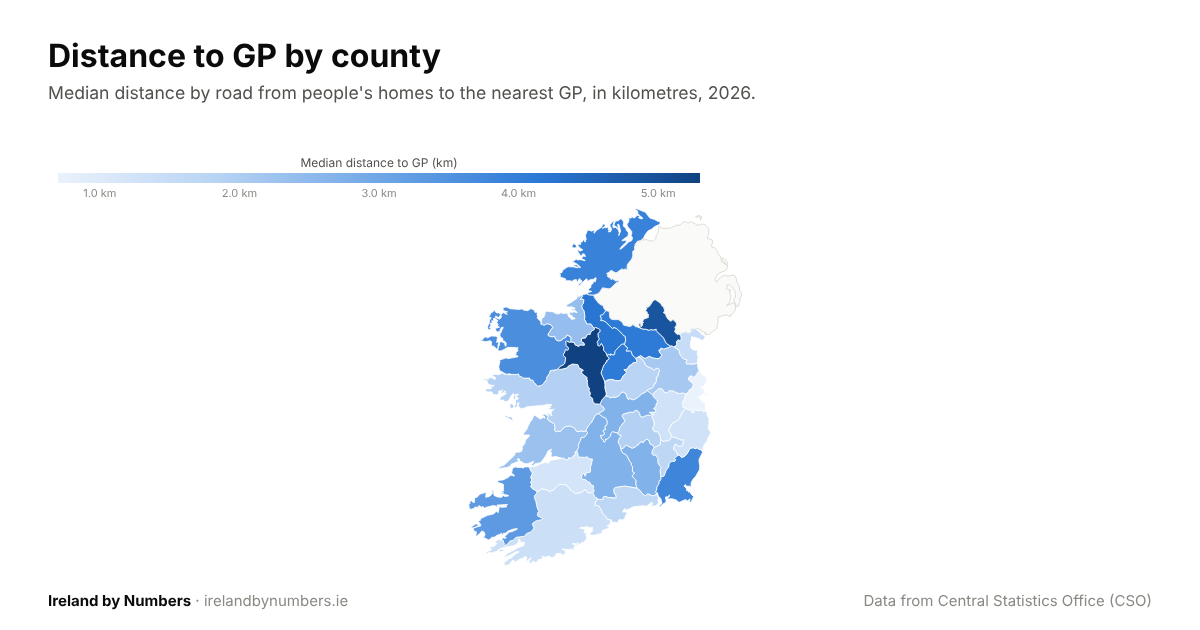 Distance to GP by county
Median distance by road from people's homes to the nearest GP, in kilometres, 2026.
Median distance to GP (km)
1.0 km 2.0 km 3.0 km 4.0 km 5.0 km
Ireland by Numbers · irelandbynumbers.ie
Data from Central Statistics Office (CSO)